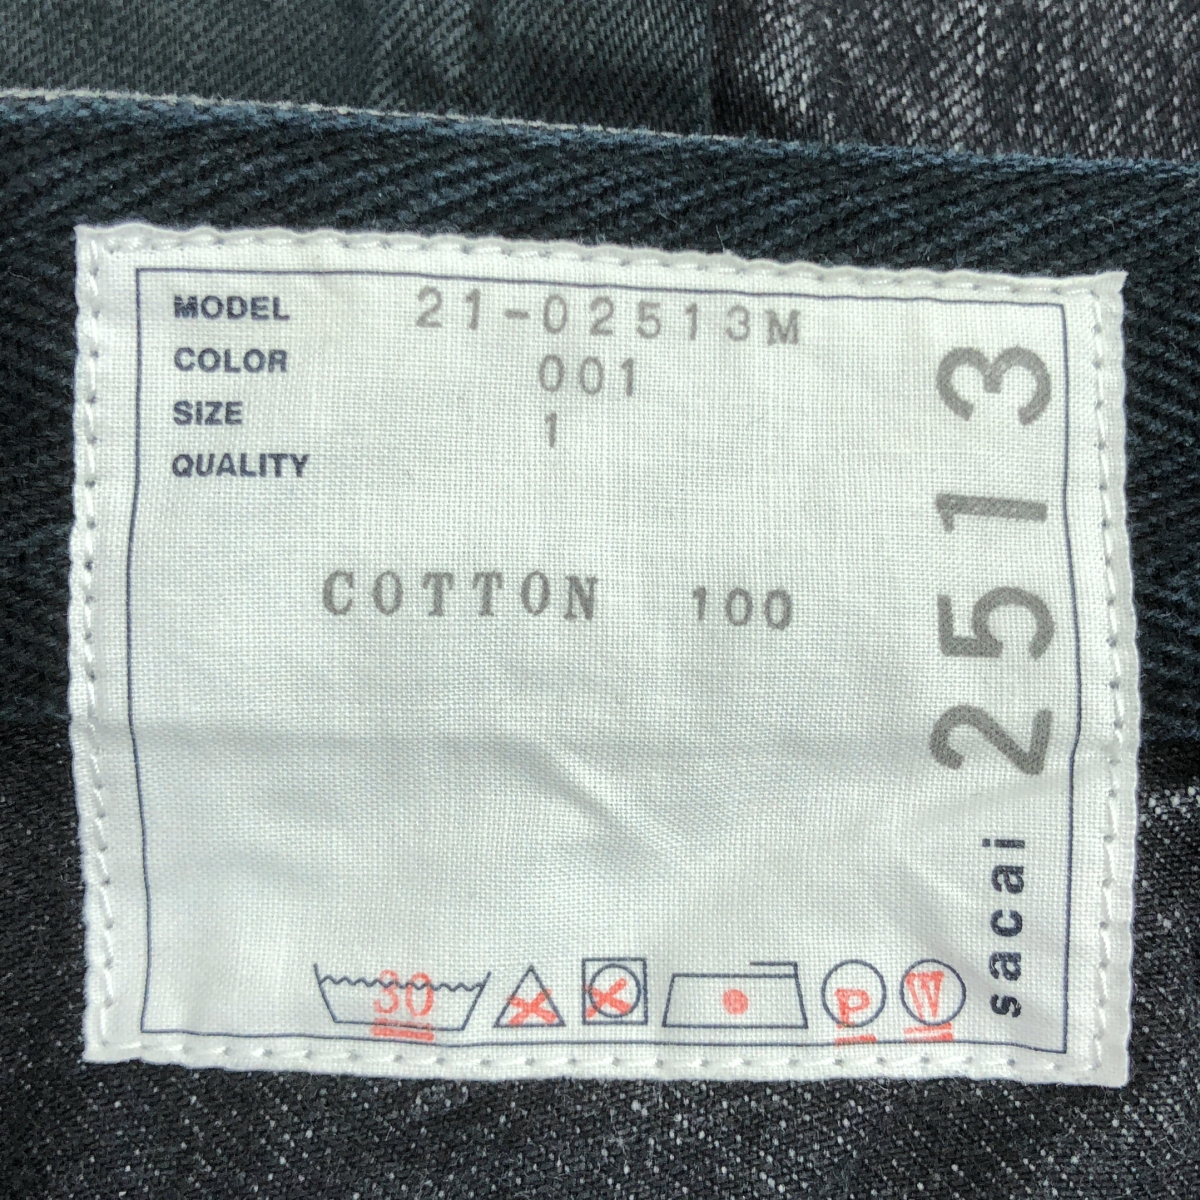 MODEL 21-02513M
COLOR 001
SIZE 1
QUALITY
COTTON 100
30
P
W
sacai 2513